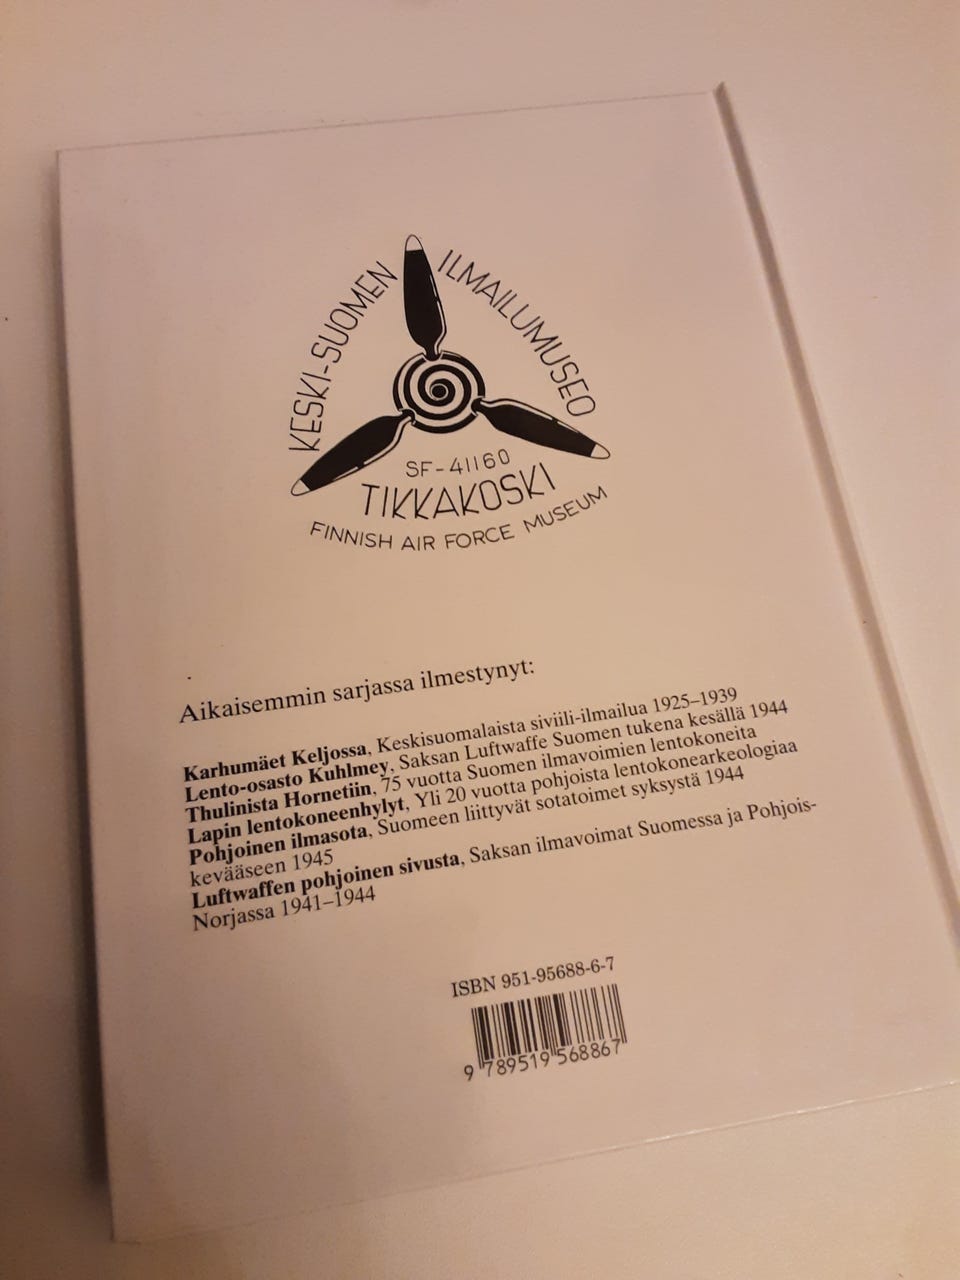 KESKI-SUOMEN ILMAILUMUSEO
SF-41160
TIKKAKOSKI
FINNISH AIR FORCE MUSEUM
Aikaisemmin sarjassa ilmestynyt:
Karhumäet Keljossa, Keskisuomalaista siviili-ilmailua 1925–1939
Lento-osasto Kuhlmey, Saksan Luftwaffe Suomen tukena kesällä 1944
Thulinista Hornetiin, 75 vuotta Suomen ilmavoimien lentokoneita
Lapin lentokoneenhylyt, Yli 20 vuotta pohjoista lentokonearkeologiaa
Pohjoinen ilmasota, Suomeen liittyvät sotatoimet syksystä 1944
kevääseen 1945
Luftwaffen pohjoinen sivusta, Saksan ilmavoimat Suomessa ja Pohjois-
Norjassa 1941–1944
ISBN 951-95688-6-7
9 789519 568867